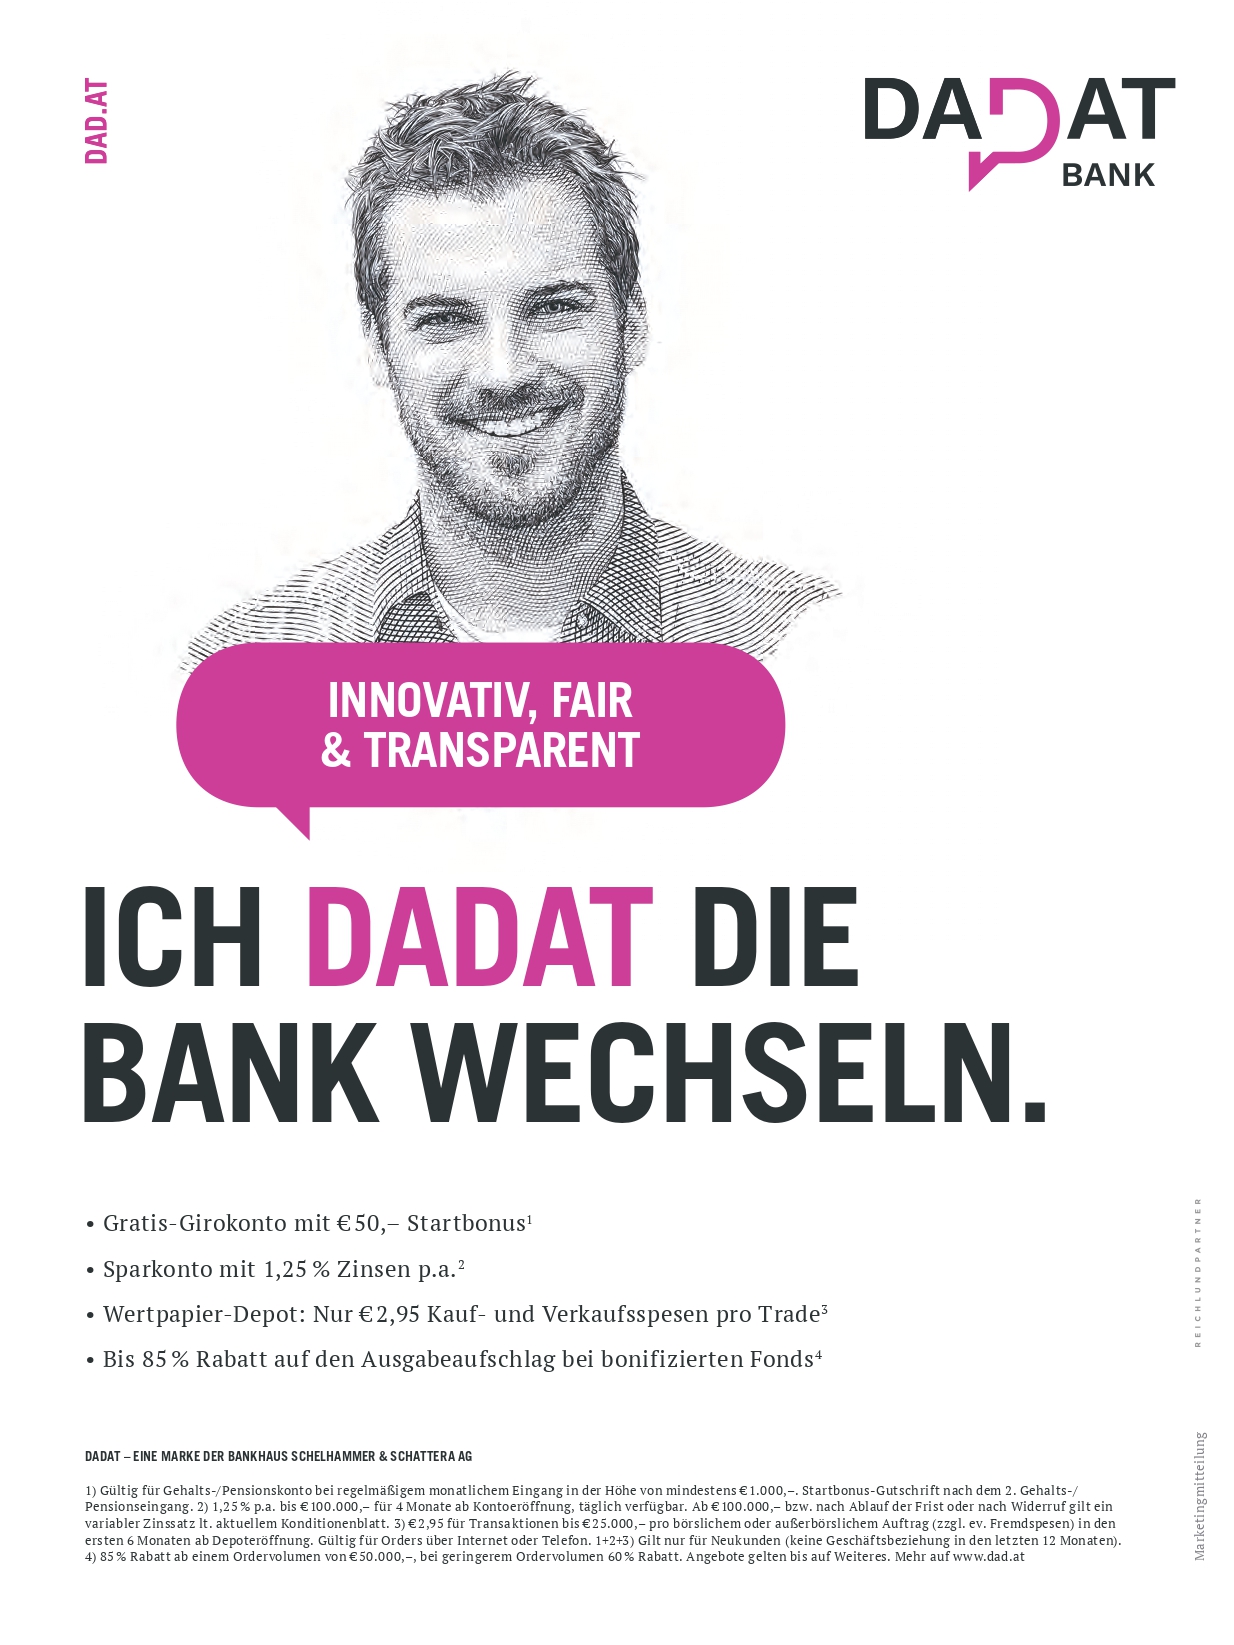 DAD.AT
DADAT
BANK
INNOVATIV, FAIR
& TRANSPARENT
ICH DADAT DIE
BANK WECHSELN.
• Gratis-Girokonto mit € 50,– Startbonus¹
• Sparkonto mit 1,25 % Zinsen p.a.²
• Wertpapier-Depot: Nur € 2,95 Kauf- und Verkaufsspesen pro Trade³
• Bis 85 % Rabatt auf den Ausgabeaufschlag bei bonifizierten Fonds⁴
DADAT – EINE MARKE DER BANKHAUS SCHELHAMMER & SCHATTERA AG
1) Gültig für Gehalts-/Pensionskonto bei regelmäßigem monatlichem Eingang in der Höhe von mindestens € 1.000,–. Startbonus-Gutschrift nach dem 2. Gehalts-/
Pensionseingang. 2) 1,25 % p.a. bis € 100.000,– für 4 Monate ab Kontoeröffnung, täglich verfügbar. Ab € 100.000,– bzw. nach Ablauf der Frist oder nach Widerruf gilt ein
variabler Zinssatz lt. aktuellem Konditionenblatt. 3) € 2,95 für Transaktionen bis € 25.000,– pro börslichem oder außerbörslichem Auftrag (zzgl. ev. Fremdspesen) in den
ersten 6 Monaten ab Depoteröffnung. Gültig für Orders über Internet oder Telefon. 1+2+3) Gilt nur für Neukunden (keine Geschäftsbeziehung in den letzten 12 Monaten).
4) 85 % Rabatt ab einem Ordervolumen von € 50.000,–, bei geringerem Ordervolumen 60 % Rabatt. Angebote gelten bis auf Weiteres. Mehr auf www.dad.at
REICHLUNDPARTNER
Marketingmitteilung